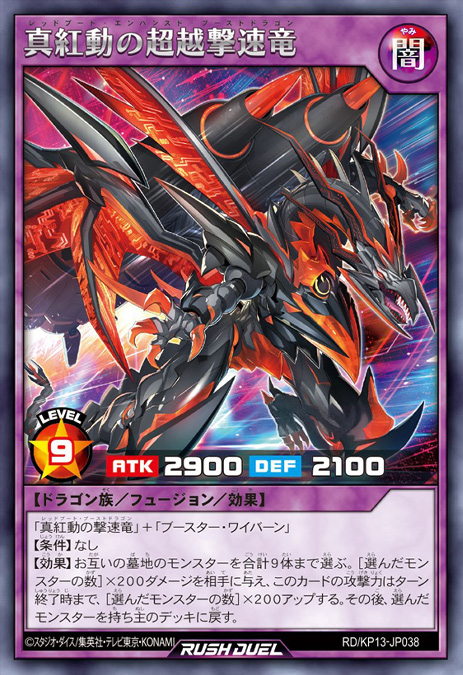 レッドブート・エンハンスト・ブーストドラゴン
真紅動の超越撃速竜
やみ
闇
LEVEL
9
ATK 2900 DEF 2100
【ドラゴン族／フュージョン／効果】
「真紅動の撃速竜」＋「ブースター・ワイバーン」
【条件】なし
【効果】お互いの墓地のモンスターを合計9体まで選ぶ。［選んだモン
スターの数］×200ダメージを相手に与え、このカードの攻撃力はターン
終了時まで、［選んだモンスターの数］×200アップする。その後、選んだ
モンスターを持ち主のデッキに戻す。
©スタジオ・ダイス/集英社・テレビ東京・KONAMI
RUSH DUEL
RD/KP13-JP038